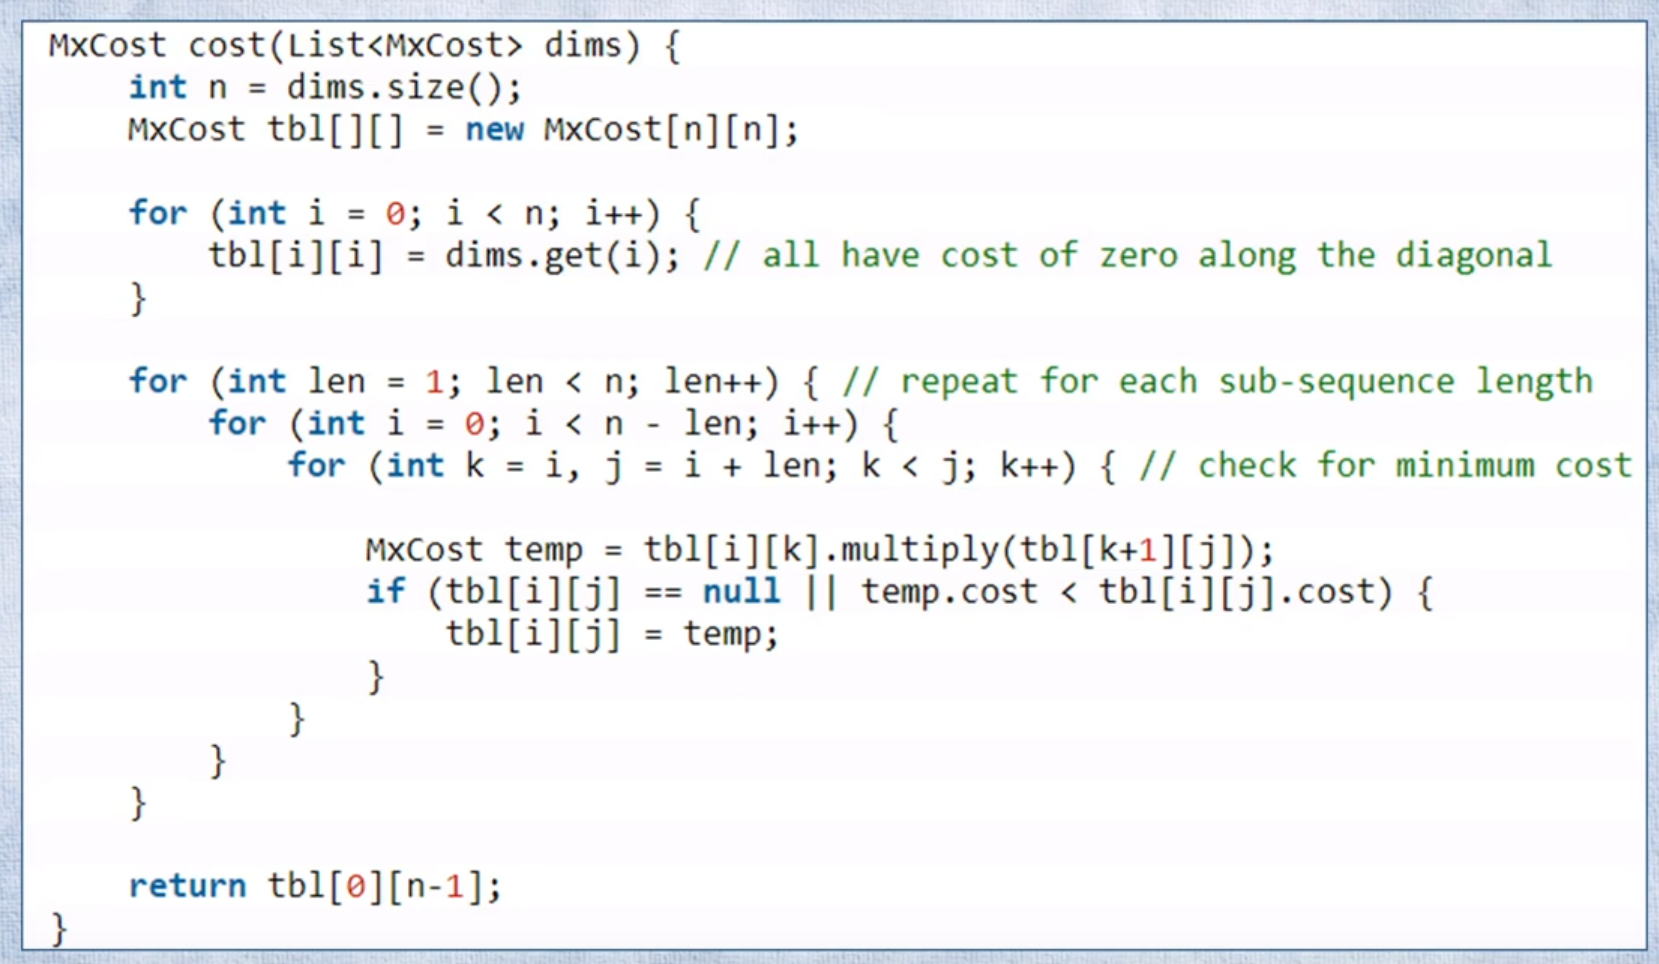 MxCost cost(List<MxCost> dims) {
    int n = dims.size();
    MxCost tbl[][] = new MxCost[n][n];

    for (int i = 0; i < n; i++) {
        tbl[i][i] = dims.get(i); // all have cost of zero along the diagonal
    }

    for (int len = 1; len < n; len++) { // repeat for each sub-sequence length
        for (int i = 0; i < n - len; i++) {
            for (int k = i, j = i + len; k < j; k++) { // check for minimum cost

                MxCost temp = tbl[i][k].multiply(tbl[k+1][j]);
                if (tbl[i][j] == null || temp.cost < tbl[i][j].cost) {
                    tbl[i][j] = temp;
                }
            }
        }
    }

    return tbl[0][n-1];
}